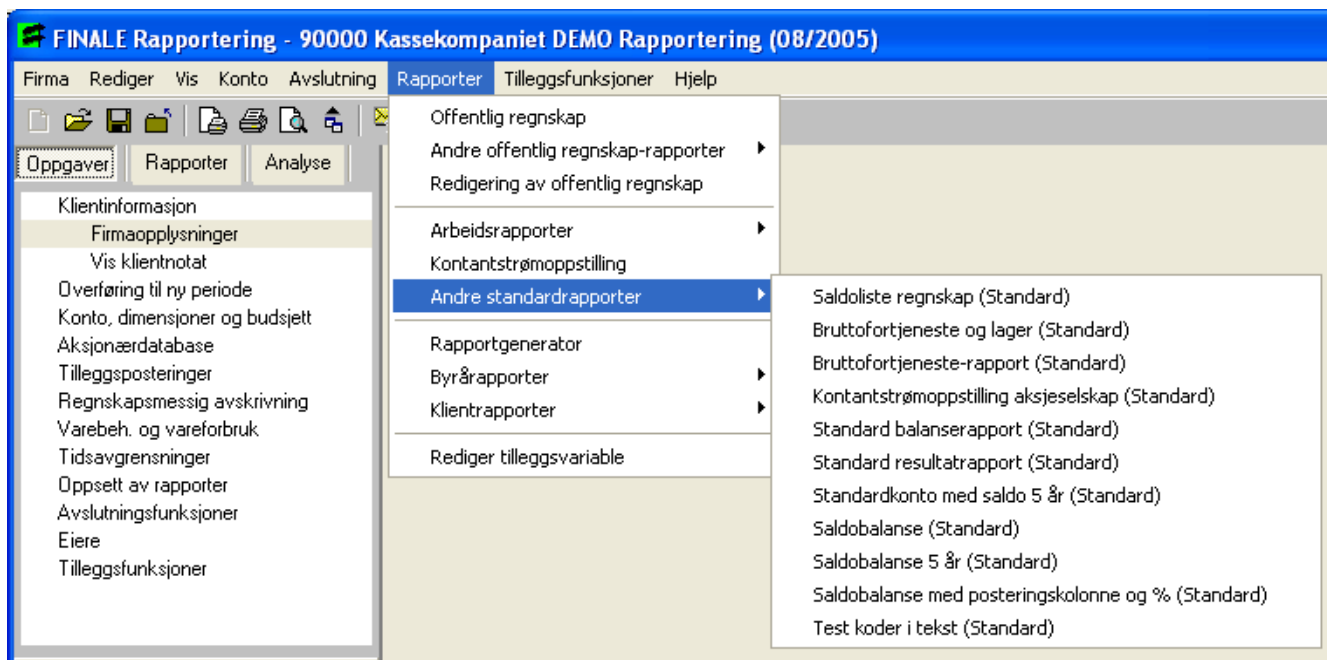 FINALE Rapportering - 90000 Kassekompaniet DEMO Rapportering (08/2005)
Firma Rediger Vis Konto Avslutning Rapporter Tilleggsfunksjoner Hjelp
Oppgaver Rapporter Analyse
Klientinformasjon
Firmaopplysninger
Vis klientnotat
Overføring til ny periode
Konto, dimensjoner og budsjett
Aksjonærdatabase
Tilleggsposteringer
Regnskapsmessig avskrivning
Varebeh. og vareforbruk
Tidsavgrensninger
Oppsett av rapporter
Avslutningsfunksjoner
Eiere
Tilleggsfunksjoner
Offentlig regnskap
Andre offentlig regnskap-rapporter
Redigering av offentlig regnskap
Arbeidsrapporter
Kontantstrømoppstilling
Andre standardrapporter
Rapportgenerator
Byrårapporter
Klientrapporter
Rediger tilleggsvariable
Saldoliste regnskap (Standard)
Bruttofortjeneste og lager (Standard)
Bruttofortjeneste-rapport (Standard)
Kontantstrømoppstilling aksjeselskap (Standard)
Standard balanserapport (Standard)
Standard resultatrapport (Standard)
Standardkonto med saldo 5 år (Standard)
Saldobalanse (Standard)
Saldobalanse 5 år (Standard)
Saldobalanse med posteringskolonne og % (Standard)
Test koder i tekst (Standard)